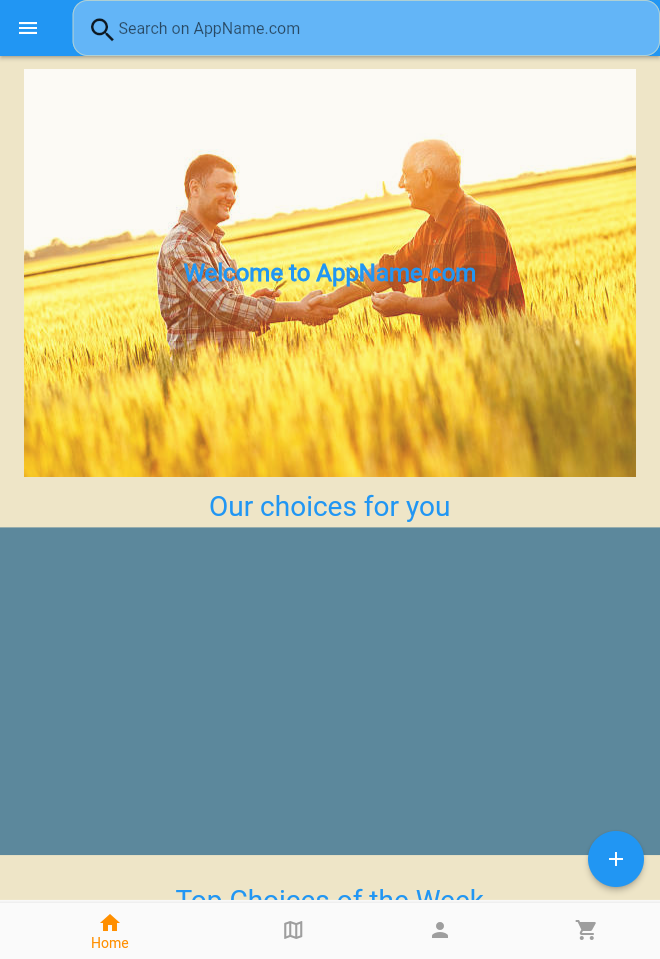 Search on AppName.com
Welcome to AppName.com
Our choices for you
Top Choices of the Week
Home